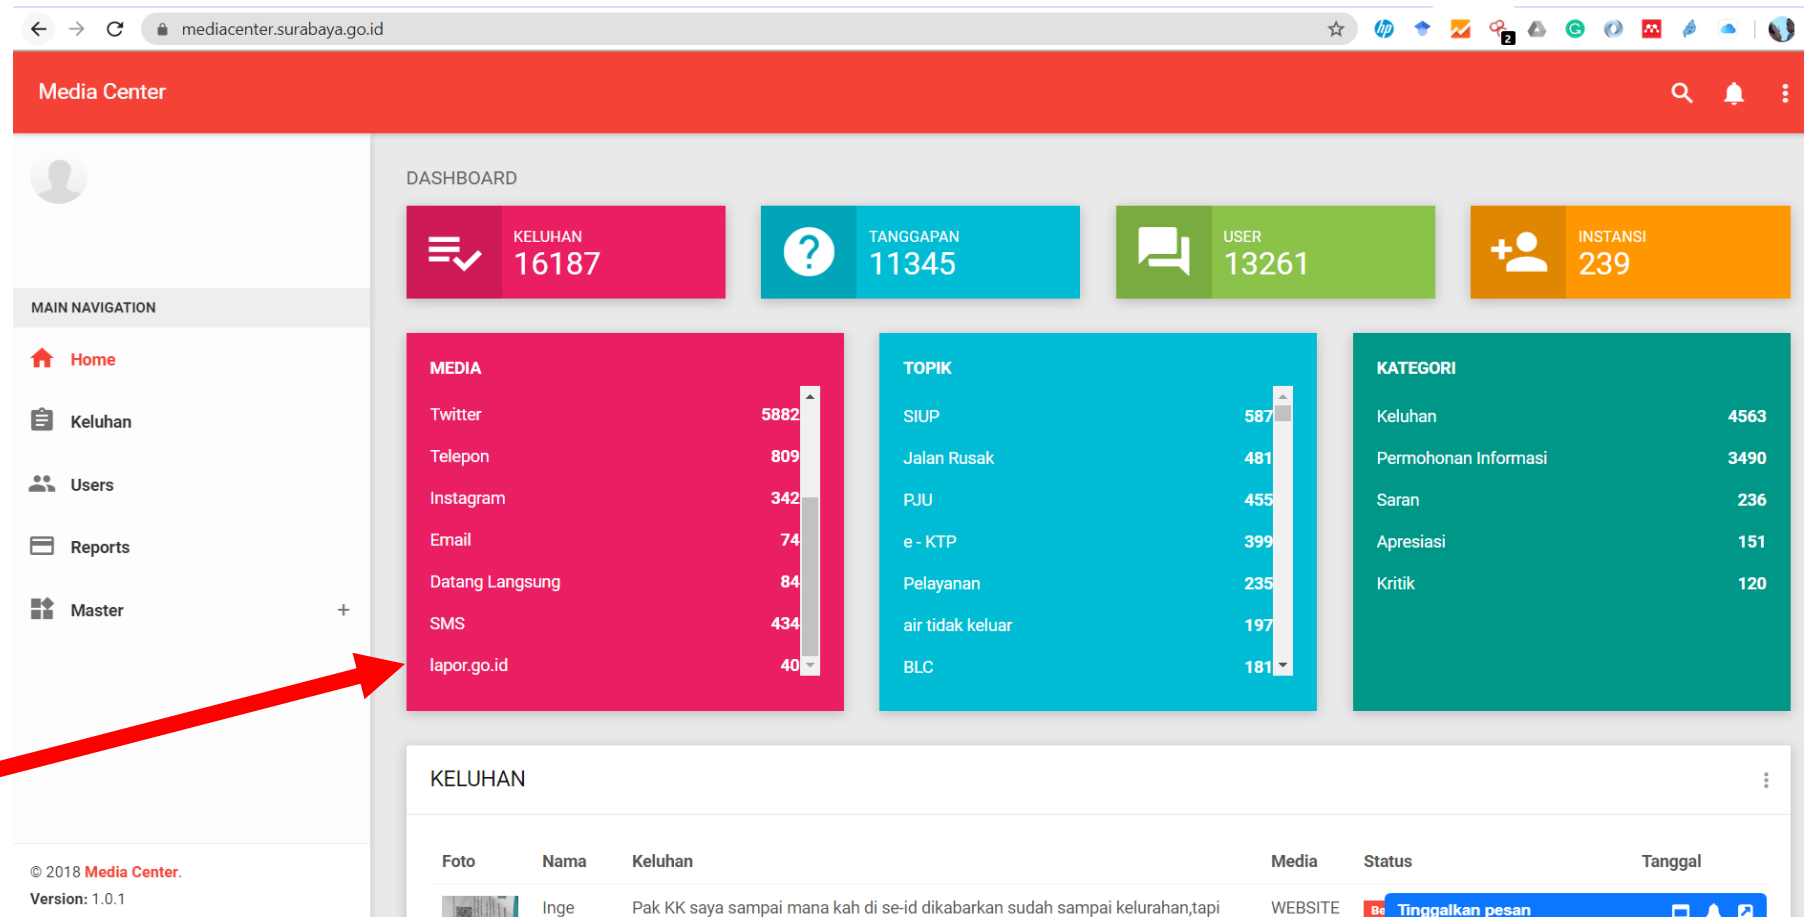 mediacenter.surabaya.go.id
2
Media Center
DASHBOARD
KELUHAN
16187
TANGGAPAN
11345
USER
13261
INSTANSI
239
MAIN NAVIGATION
Home
Keluhan
Users
Reports
Master +
MEDIA
Twitter 5882
Telepon 809
Instagram 342
Email 74
Datang Langsung 84
SMS 434
lapor.go.id 40
TOPIK
SIUP 587
Jalan Rusak 481
PJU 455
e - KTP 399
Pelayanan 235
air tidak keluar 197
BLC 181
KATEGORI
Keluhan 4563
Permohonan Informasi 3490
Saran 236
Apresiasi 151
Kritik 120
KELUHAN
Foto Nama Keluhan Media Status Tanggal
Inge Pak KK saya sampai mana kah di se-id dikabarkan sudah sampai kelurahan,tapi WEBSITE Be
Tinggalkan pesan
© 2018 Media Center.
Version: 1.0.1